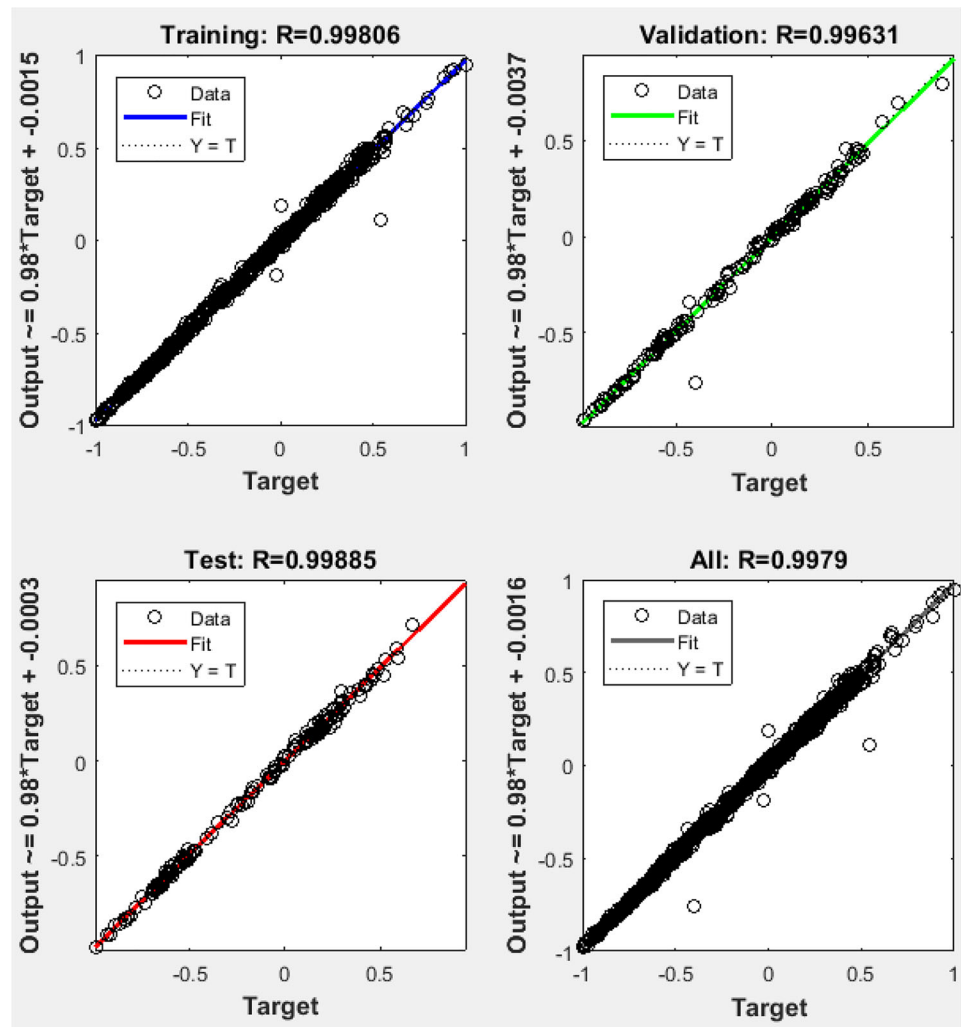 Training: R=0.99806
Output ~= 0.98*Target + -0.0015
1
0.5
0
-0.5
-1
Data
Fit
Y = T
-1
-0.5
0
0.5
1
Target
Validation: R=0.99631
Output ~= 0.98*Target + -0.0037
0.5
0
-0.5
Data
Fit
Y = T
-0.5
0
0.5
Target
Test: R=0.99885
Output ~= 0.98*Target + -0.0003
0.5
0
-0.5
Data
Fit
Y = T
-0.5
0
0.5
Target
All: R=0.9979
Output ~= 0.98*Target + -0.0016
1
0.5
0
-0.5
-1
Data
Fit
Y = T
-1
-0.5
0
0.5
1
Target